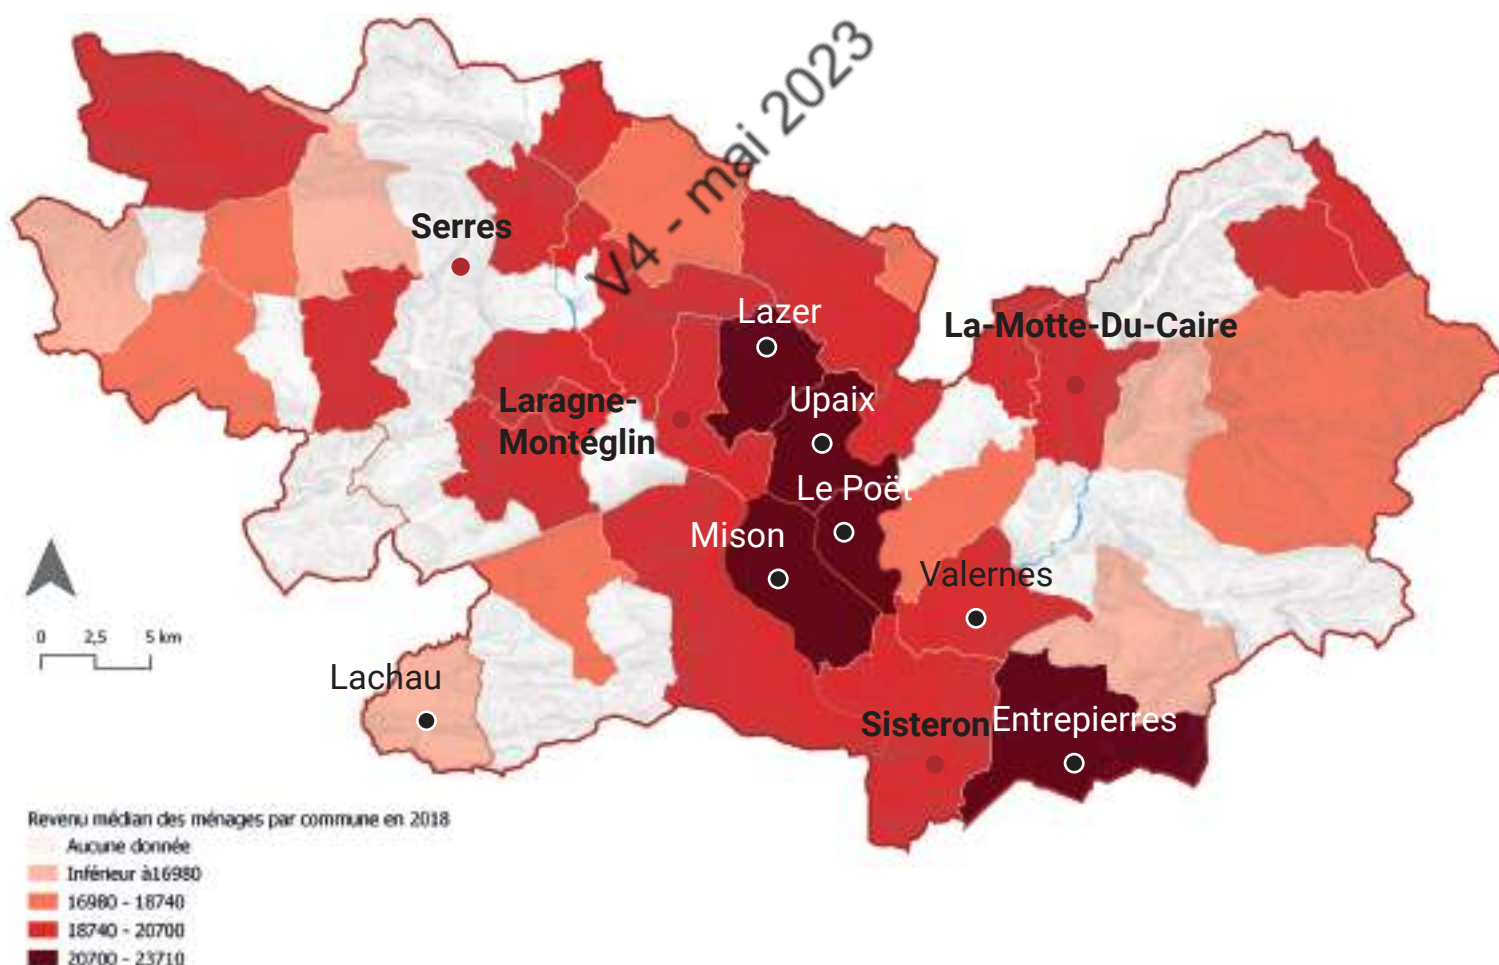 V4 - mai 2023
Serres
Lazer
La-Motte-Du-Caire
Laragne-
Montéglin
Upaix
Le Poët
Mison
Valernes
0 2,5 5 km
Lachau
Sisteron
Entrepierres
Revenu médian des ménages par commune en 2018
Aucune donnée
Inférieur à16980
16980 - 18740
18740 - 20700
20700 - 23710